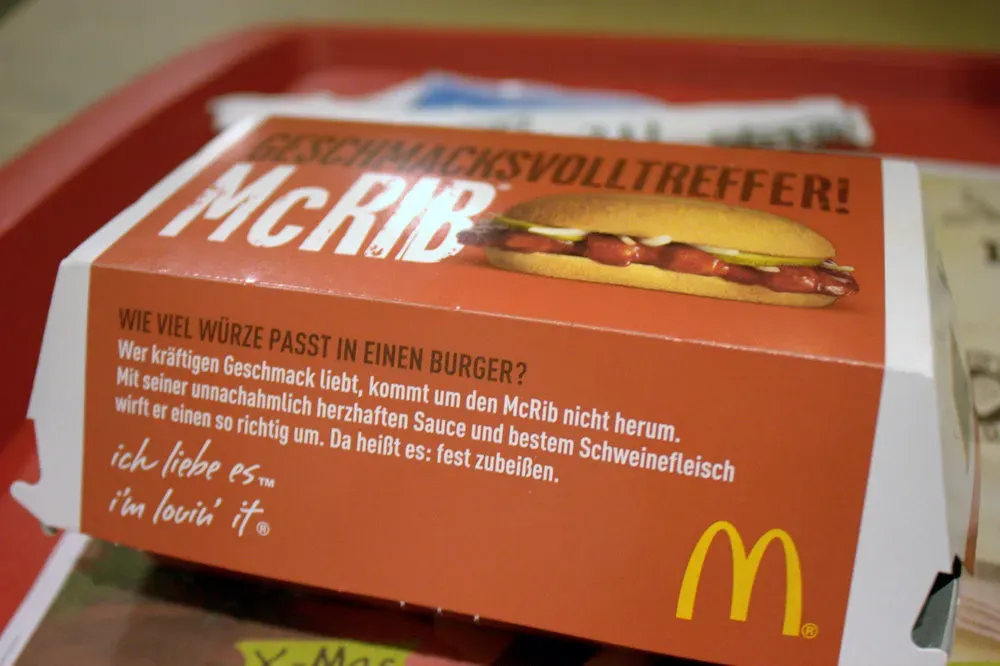 GESCHMACKSVOLLTREFFER!
McRIB
WIE VIEL WÜRZE PASST IN EINEN BURGER?
Wer kräftigen Geschmack liebt, kommt um den McRib nicht herum.
Mit seiner unnachahmlich herzhaften Sauce und bestem Schweinefleisch
wirft er einen so richtig um. Da heißt es: fest zubeißen.
ich liebe es™
i'm lovin' it®
®
X-Mas